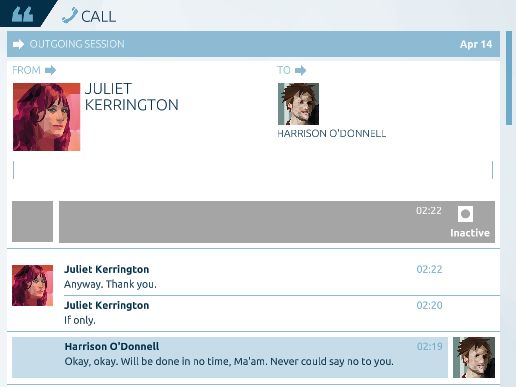 CALL
OUTGOING SESSION
Apr 14
FROM
TO
JULIET
KERRINGTON
HARRISON O'DONNELL
02:22
Inactive
Juliet Kerrington 02:22
Anyway. Thank you.
Juliet Kerrington 02:20
If only.
Harrison O'Donnell 02:19
Okay, okay. Will be done in no time, Ma'am. Never could say no to you.